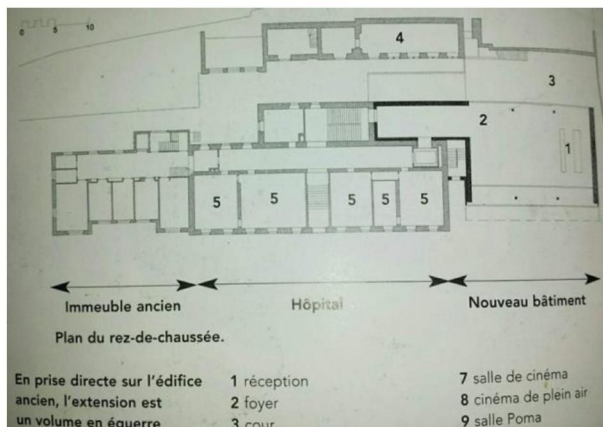 0 5 10
4
3
2
1
5 5 5 5 5
Immeuble ancien
Hôpital
Nouveau bâtiment
Plan du rez-de-chaussée.
En prise directe sur l'édifice
ancien, l'extension est
un volume en équerre
1 réception
2 foyer
3 cour
7 salle de cinéma
8 cinéma de plein air
9 salle Poma